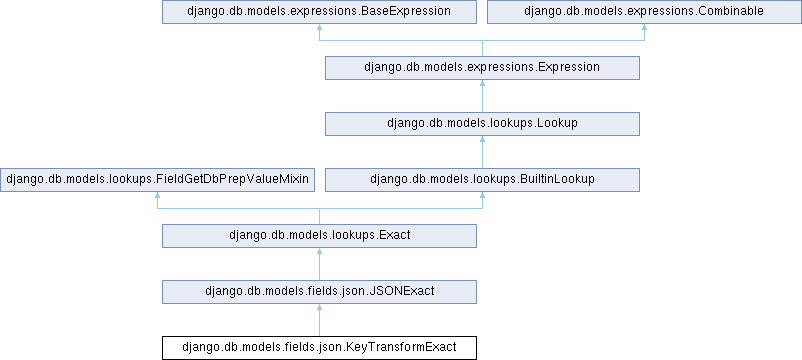 django.db.models.expressions.BaseExpression
django.db.models.expressions.Combinable
django.db.models.expressions.Expression
django.db.models.lookups.Lookup
django.db.models.lookups.FieldGetDbPrepValueMixin
django.db.models.lookups.BuiltinLookup
django.db.models.lookups.Exact
django.db.models.fields.json.JSONExact
django.db.models.fields.json.KeyTransformExact